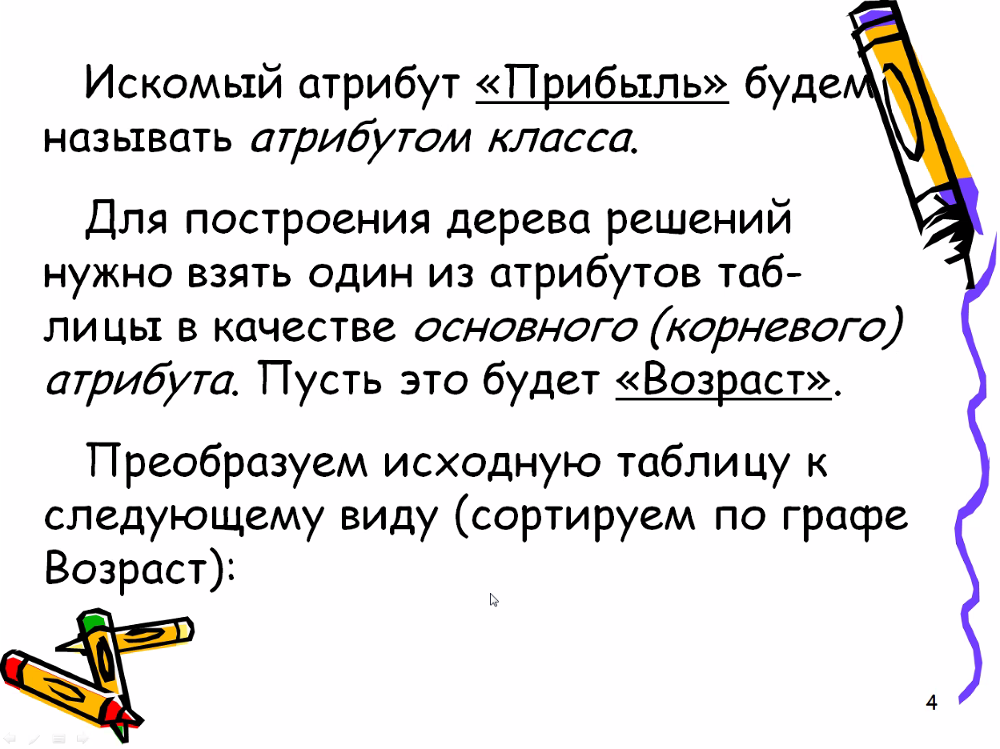 Искомый атрибут «Прибыль» будем
называть атрибутом класса.
Для построения дерева решений
нужно взять один из атрибутов таб-
лицы в качестве основного (корневого)
атрибута. Пусть это будет «Возраст».
Преобразуем исходную таблицу к
следующему виду (сортируем по графе
Возраст):
4